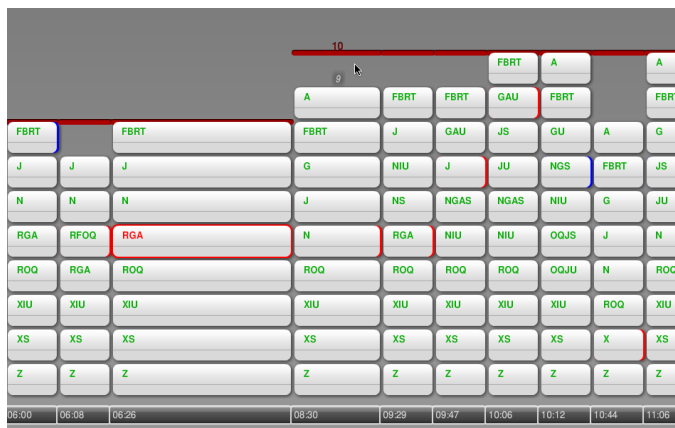 10
FBRT A A
9
A FBRT FBRT GAU FBRT FBR
FBRT FBRT FBRT J GAU JS GU A G
J J J G NIU J JU NGS FBRT JS
N N N J NS NGAS NGAS NIU G JU
RGA RFOQ RGA N RGA NIU NIU OQJS J N
ROQ RGA ROQ ROQ ROQ ROQ ROQ OQJU N ROQ
XIU XIU XIU XIU XIU XIU XIU XIU ROQ XIU
XS XS XS XS XS XS XS XS X XS
Z Z Z Z Z Z Z Z Z Z
06:00 06:08 06:26 08:30 09:29 09:47 10:06 10:12 10:44 11:06